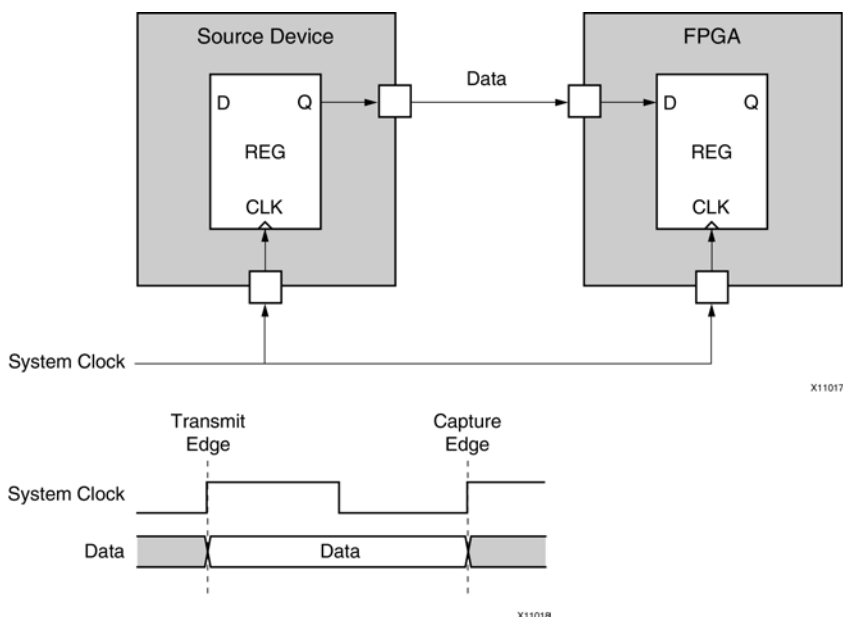 Source Device
FPGA
Data
D Q
REG
CLK
D Q
REG
CLK
System Clock
X11017
Transmit
Edge
Capture
Edge
System Clock
Data
Data
X11018